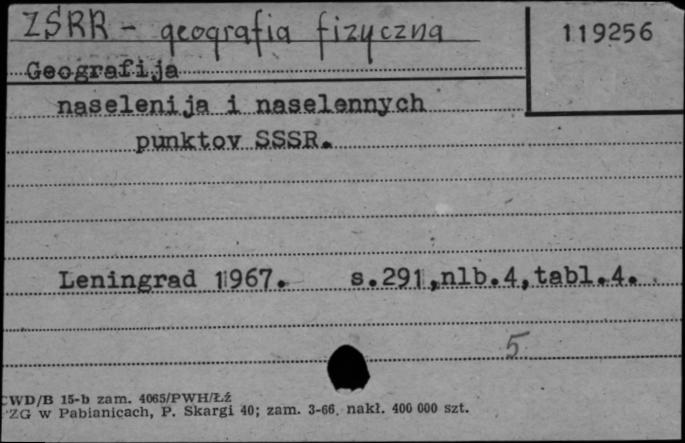 ZSRR - geografia fizyczna
119256
Geografija
naselenija i naselennych
punktov SSSR.
Leningrad 1967. s.291,nlb.4,tabl.4.
5
CWD/B 15-b zam. 4065/PWH/Łź
ZG w Pabianicach, P. Skargi 40; zam. 3-66. nakł. 400 000 szt.